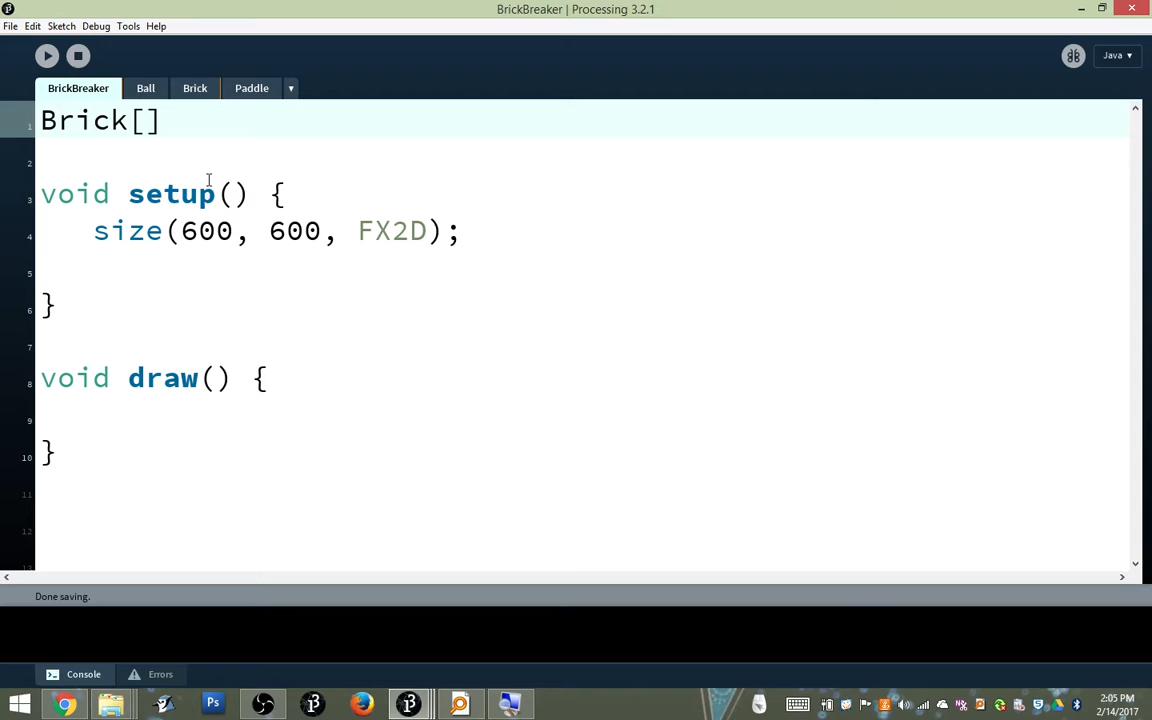 BrickBreaker | Processing 3.2.1
File Edit Sketch Debug Tools Help
Java ▾
BrickBreaker Ball Brick Paddle ▾
1 Brick[]
2
3 void setup() {
4 size(600, 600, FX2D);
5
6 }
7
8 void draw() {
9
10 }
11
12
Done saving.
Console Errors
Ps
2:05 PM
2/14/2017